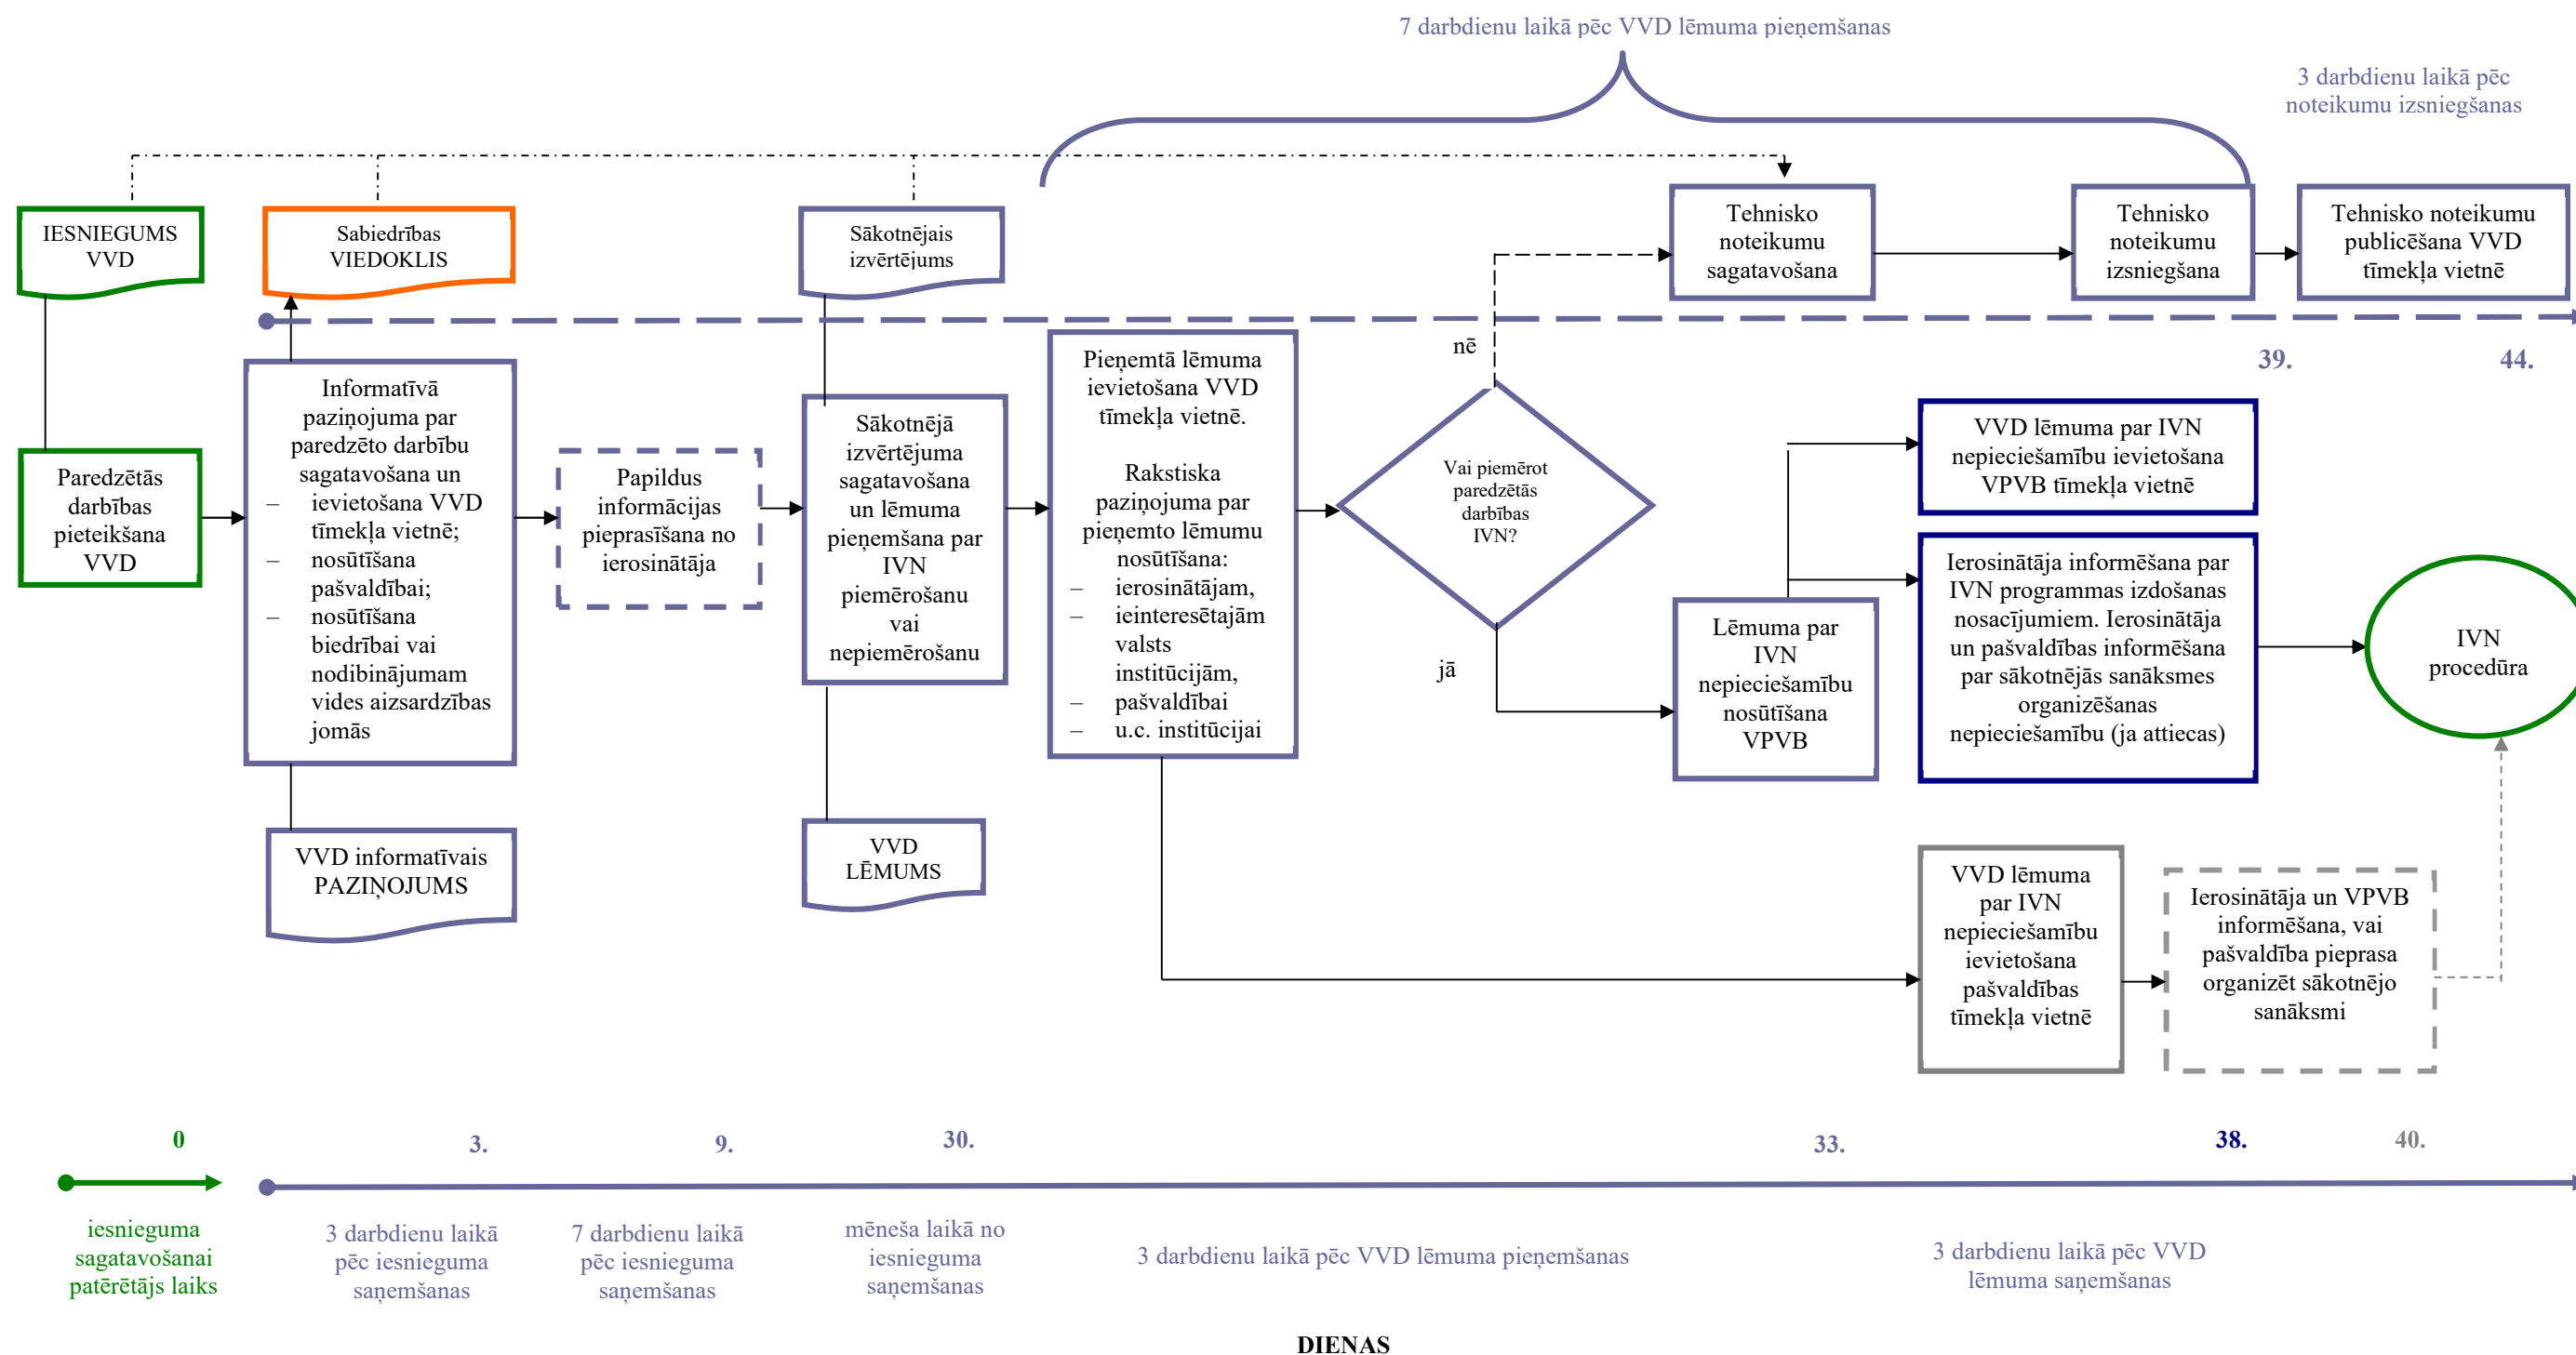 7 darbdienu laikā pēc VVD lēmuma pieņemšanas
3 darbdienu laikā pēc
noteikumu izsniegšanas
IESNIEGUMS
VVD
Sabiedrības
VIEDOKLIS
Sākotnējais
izvērtējums
Tehnisko
noteikumu
sagatavošana
Tehnisko
noteikumu
izsniegšana
Tehnisko noteikumu
publicēšana VVD
tīmekļa vietnē
39.
44.
Paredzētās
darbības
pieteikšana
VVD
Informatīvā
paziņojuma par
paredzēto darbību
sagatavošana un
– ievietošana VVD
tīmekļa vietnē;
– nosūtīšana
pašvaldībai;
– nosūtīšana
biedrībai vai
nodibinājumam
vides aizsardzības
jomās
Papildus
informācijas
pieprasīšana no
ierosinātāja
Sākotnējā
izvērtējuma
sagatavošana
un lēmuma
pieņemšana par
IVN
piemērošanu
vai
nepiemērošanu
Pieņemtā lēmuma
ievietošana VVD
tīmekļa vietnē.
Rakstiska
paziņojuma par
pieņemto lēmumu
nosūtīšana:
– ierosinātājam,
– ieinteresētajām
valsts
institūcijām,
– pašvaldībai
– u.c. institūcijai
nē
Vai piemērot
paredzētās
darbības
IVN?
jā
Lēmuma par
IVN
nepieciešamību
nosūtīšana
VPVB
VVD lēmuma par IVN
nepieciešamību ievietošana
VPVB tīmekļa vietnē
Ierosinātāja informēšana par
IVN programmas izdošanas
nosacījumiem. Ierosinātāja
un pašvaldības informēšana
par sākotnējās sanāksmes
organizēšanas
nepieciešamību (ja attiecas)
IVN
procedūra
VVD informatīvais
PAZIŅOJUMS
VVD
LĒMUMS
VVD lēmuma
par IVN
nepieciešamību
ievietošana
pašvaldības
tīmekļa vietnē
Ierosinātāja un VPVB
informēšana, vai
pašvaldība pieprasa
organizēt sākotnējo
sanāksmi
0
3.
9.
30.
33.
38.
40.
iesnieguma
sagatavošanai
patērētājs laiks
3 darbdienu laikā
pēc iesnieguma
saņemšanas
7 darbdienu laikā
pēc iesnieguma
saņemšanas
mēneša laikā no
iesnieguma
saņemšanas
3 darbdienu laikā pēc VVD lēmuma pieņemšanas
3 darbdienu laikā pēc VVD
lēmuma saņemšanas
DIENAS